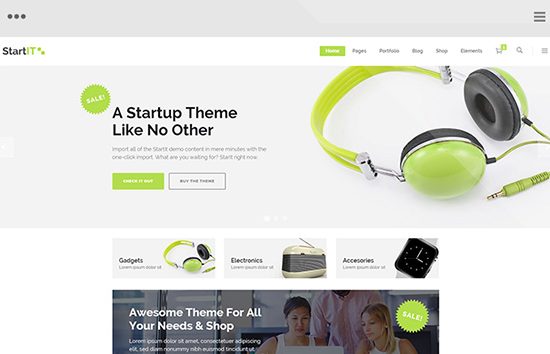 StartIT
Home Pages Portfolio Blog Shop Elements
SALE!
A Startup Theme
Like No Other
Import all of the StartIt demo content in mere minutes with the
one-click import. What are you waiting for? Start right now.
CHECK IT OUT BUY THE THEME
Gadgets
Lorem ipsum dolor sit
Electronics
Lorem ipsum dolor sit
Accesories
Lorem ipsum dolor sit
Awesome Theme For All
Your Needs & Shop
SALE!
Lorem ipsum dolor sit amet, consectetuer adipiscing
elit, sed diam nonummy nibh euismod tincidunt ut